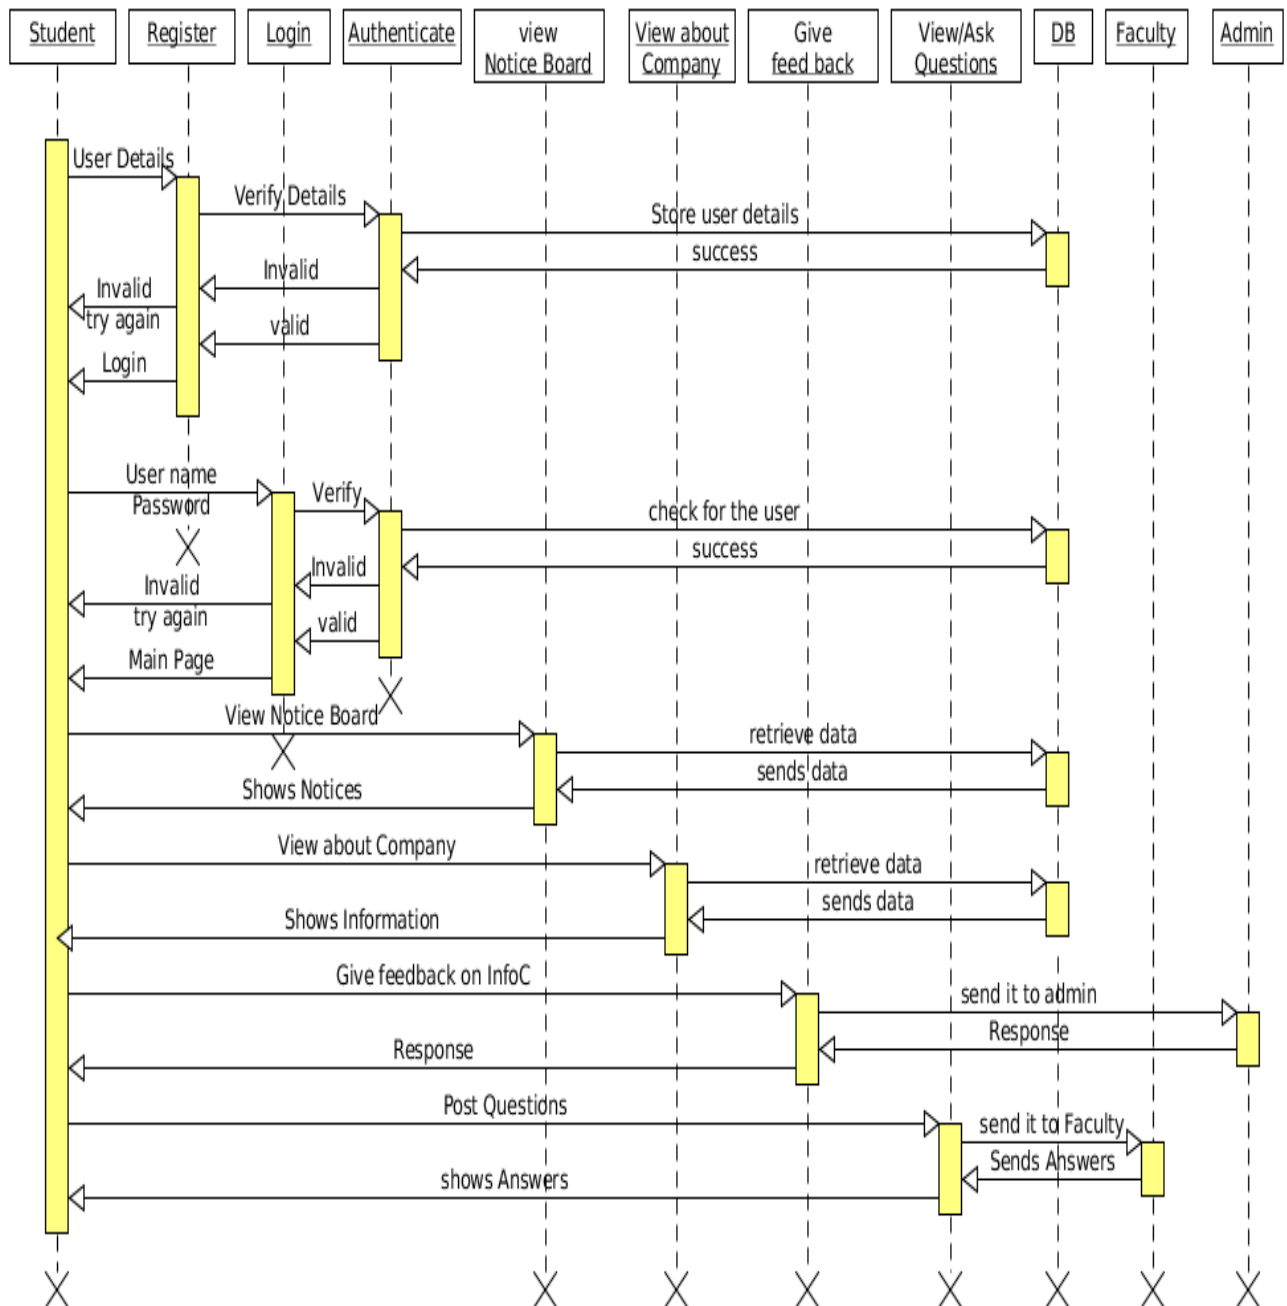 Student
Register
Login
Authenticate
view
Notice Board
View about
Company
Give
feed back
View/Ask
Questions
DB
Faculty
Admin
User Details
Verify Details
Store user details
success
Invalid
Invalid
try again
valid
Login
User name
Password
Verify
check for the user
success
Invalid
Invalid
try again
valid
Main Page
View Notice Board
retrieve data
sends data
Shows Notices
View about Company
retrieve data
sends data
Shows Information
Give feedback on InfoC
send it to admin
Response
Response
Post Questions
send it to Faculty
Sends Answers
shows Answers